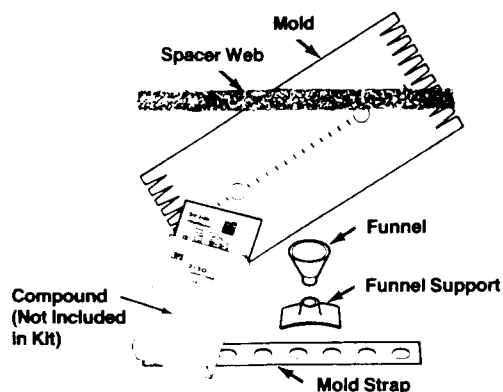 Mold
Spacer Web
Funnel
Funnel Support
Compound
(Not Included
in Kit)
Mold Strap